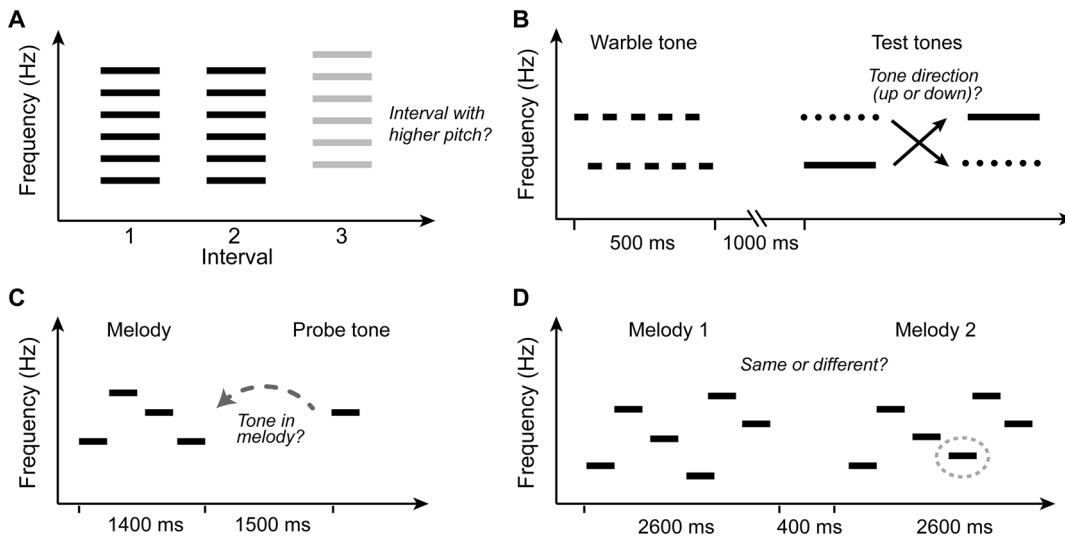 A
Frequency (Hz)
Interval with
higher pitch?
1 2 3
Interval
B
Frequency (Hz)
Warble tone
Test tones
Tone direction
(up or down)?
500 ms
1000 ms
C
Frequency (Hz)
Melody
Probe tone
Tone in
melody?
1400 ms
1500 ms
D
Frequency (Hz)
Melody 1
Melody 2
Same or different?
2600 ms
400 ms
2600 ms